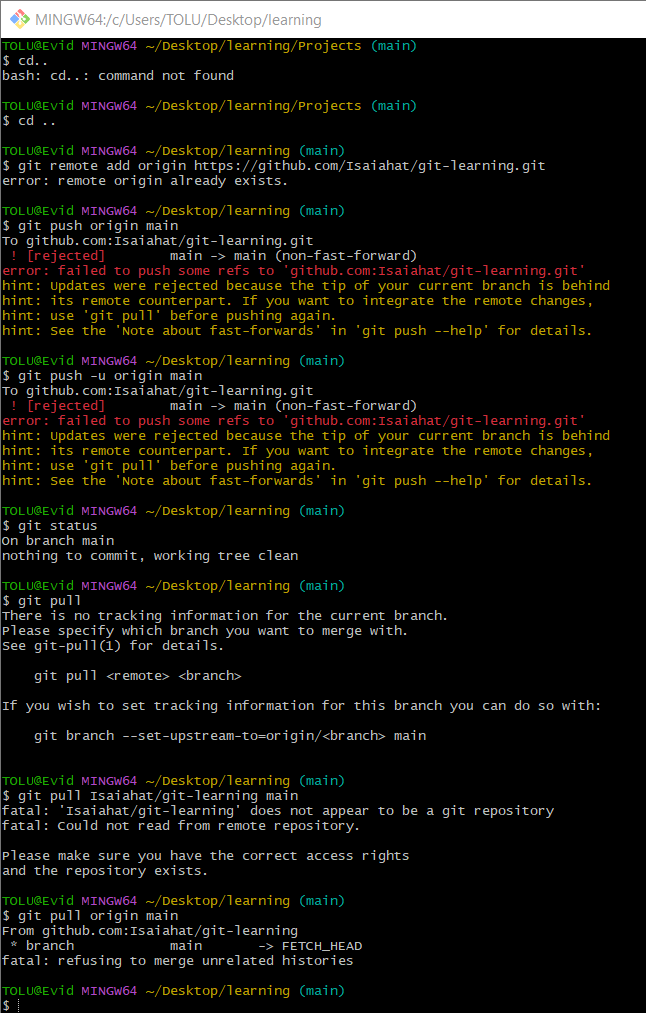 MINGW64:/c/Users/TOLU/Desktop/learning
TOLU@Evid MINGW64 ~/Desktop/learning/Projects (main)
$ cd..
bash: cd..: command not found
TOLU@Evid MINGW64 ~/Desktop/learning/Projects (main)
$ cd ..
TOLU@Evid MINGW64 ~/Desktop/learning (main)
$ git remote add origin https://github.com/Isaiahat/git-learning.git
error: remote origin already exists.
TOLU@Evid MINGW64 ~/Desktop/learning (main)
$ git push origin main
To github.com:Isaiahat/git-learning.git
 ! [rejected]        main -> main (non-fast-forward)
error: failed to push some refs to 'github.com:Isaiahat/git-learning.git'
hint: Updates were rejected because the tip of your current branch is behind
hint: its remote counterpart. If you want to integrate the remote changes,
hint: use 'git pull' before pushing again.
hint: See the 'Note about fast-forwards' in 'git push --help' for details.
TOLU@Evid MINGW64 ~/Desktop/learning (main)
$ git push -u origin main
To github.com:Isaiahat/git-learning.git
 ! [rejected]        main -> main (non-fast-forward)
error: failed to push some refs to 'github.com:Isaiahat/git-learning.git'
hint: Updates were rejected because the tip of your current branch is behind
hint: its remote counterpart. If you want to integrate the remote changes,
hint: use 'git pull' before pushing again.
hint: See the 'Note about fast-forwards' in 'git push --help' for details.
TOLU@Evid MINGW64 ~/Desktop/learning (main)
$ git status
On branch main
nothing to commit, working tree clean
TOLU@Evid MINGW64 ~/Desktop/learning (main)
$ git pull
There is no tracking information for the current branch.
Please specify which branch you want to merge with.
See git-pull(1) for details.
    git pull <remote> <branch>
If you wish to set tracking information for this branch you can do so with:
    git branch --set-upstream-to=origin/<branch> main
TOLU@Evid MINGW64 ~/Desktop/learning (main)
$ git pull Isaiahat/git-learning main
fatal: 'Isaiahat/git-learning' does not appear to be a git repository
fatal: Could not read from remote repository.
Please make sure you have the correct access rights
and the repository exists.
TOLU@Evid MINGW64 ~/Desktop/learning (main)
$ git pull origin main
From github.com:Isaiahat/git-learning
 * branch            main       -> FETCH_HEAD
fatal: refusing to merge unrelated histories
TOLU@Evid MINGW64 ~/Desktop/learning (main)
$